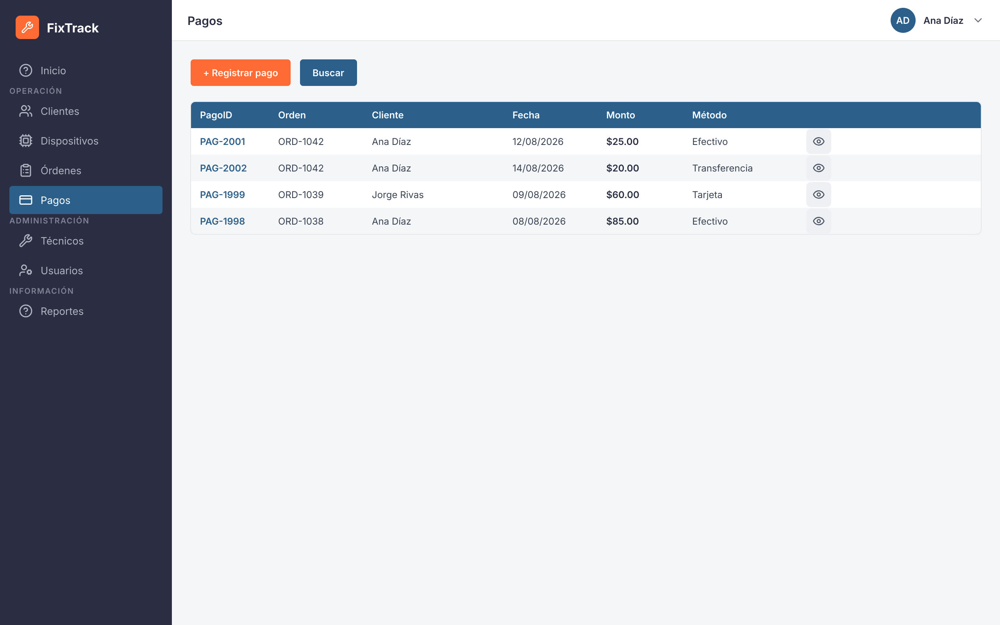 FixTrack
Inicio
OPERACIÓN
Clientes
Dispositivos
Órdenes
Pagos
ADMINISTRACIÓN
Técnicos
Usuarios
INFORMACIÓN
Reportes
Pagos
AD Ana Díaz
+ Registrar pago Buscar
PagoID Orden Cliente Fecha Monto Método
PAG-2001 ORD-1042 Ana Díaz 12/08/2026 $25.00 Efectivo
PAG-2002 ORD-1042 Ana Díaz 14/08/2026 $20.00 Transferencia
PAG-1999 ORD-1039 Jorge Rivas 09/08/2026 $60.00 Tarjeta
PAG-1998 ORD-1038 Ana Díaz 08/08/2026 $85.00 Efectivo